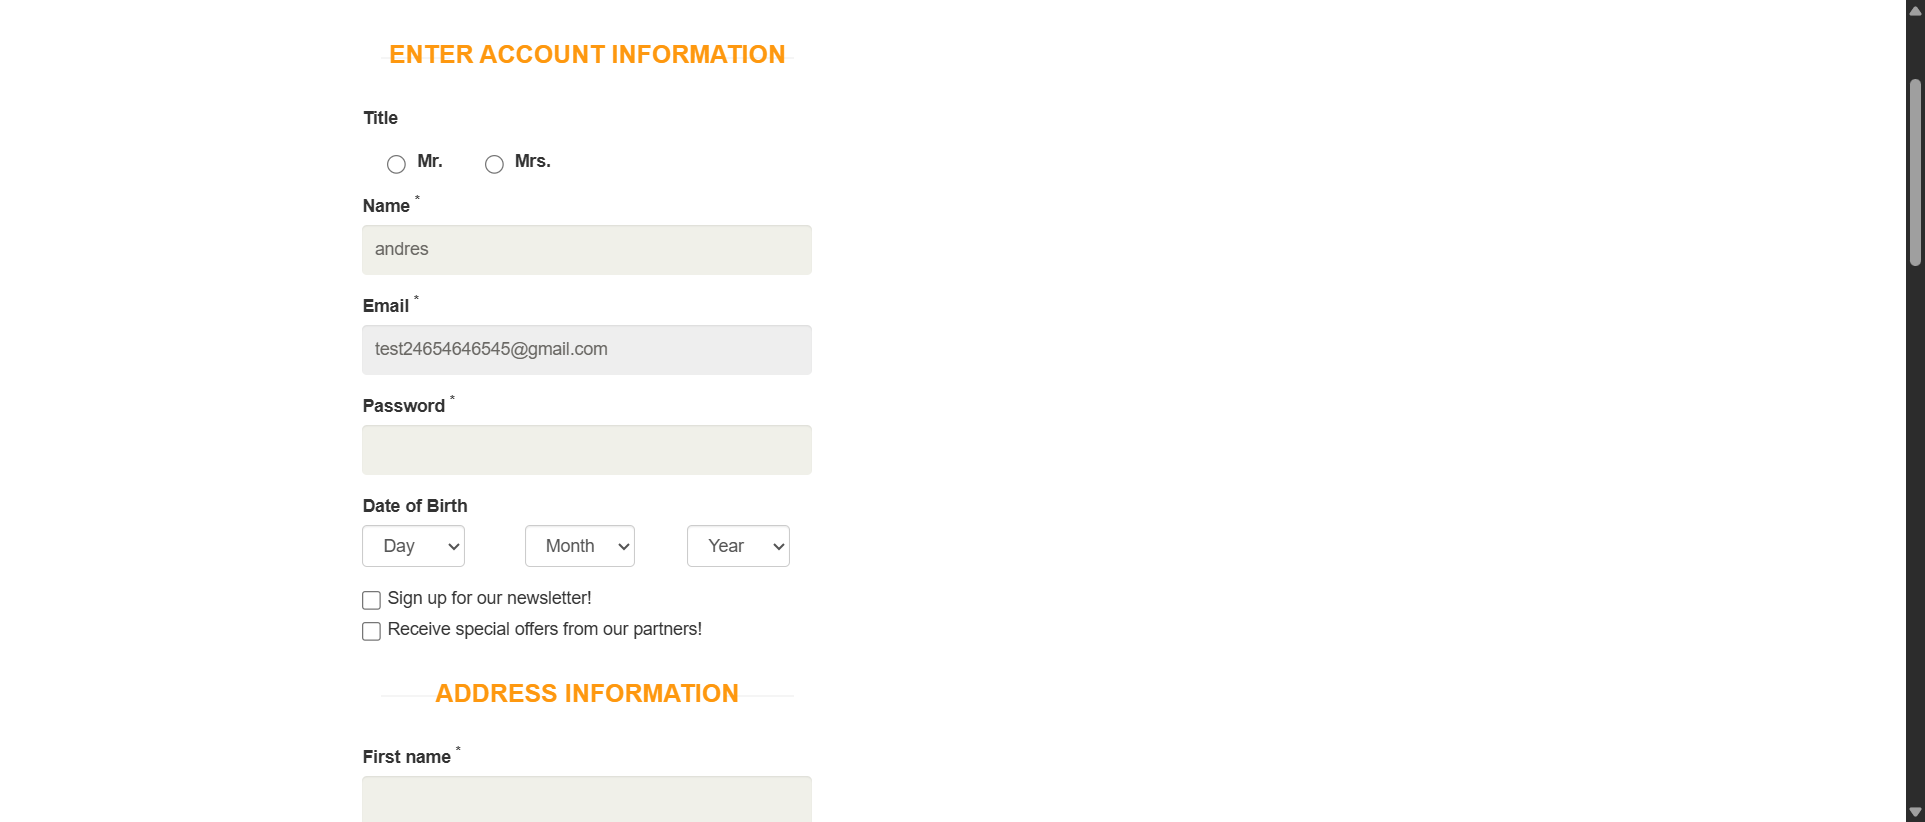 ENTER ACCOUNT INFORMATION
Title
Mr. Mrs.
Name *
andres
Email *
test24654646545@gmail.com
Password *
Date of Birth
Day Month Year
Sign up for our newsletter!
Receive special offers from our partners!
ADDRESS INFORMATION
First name *